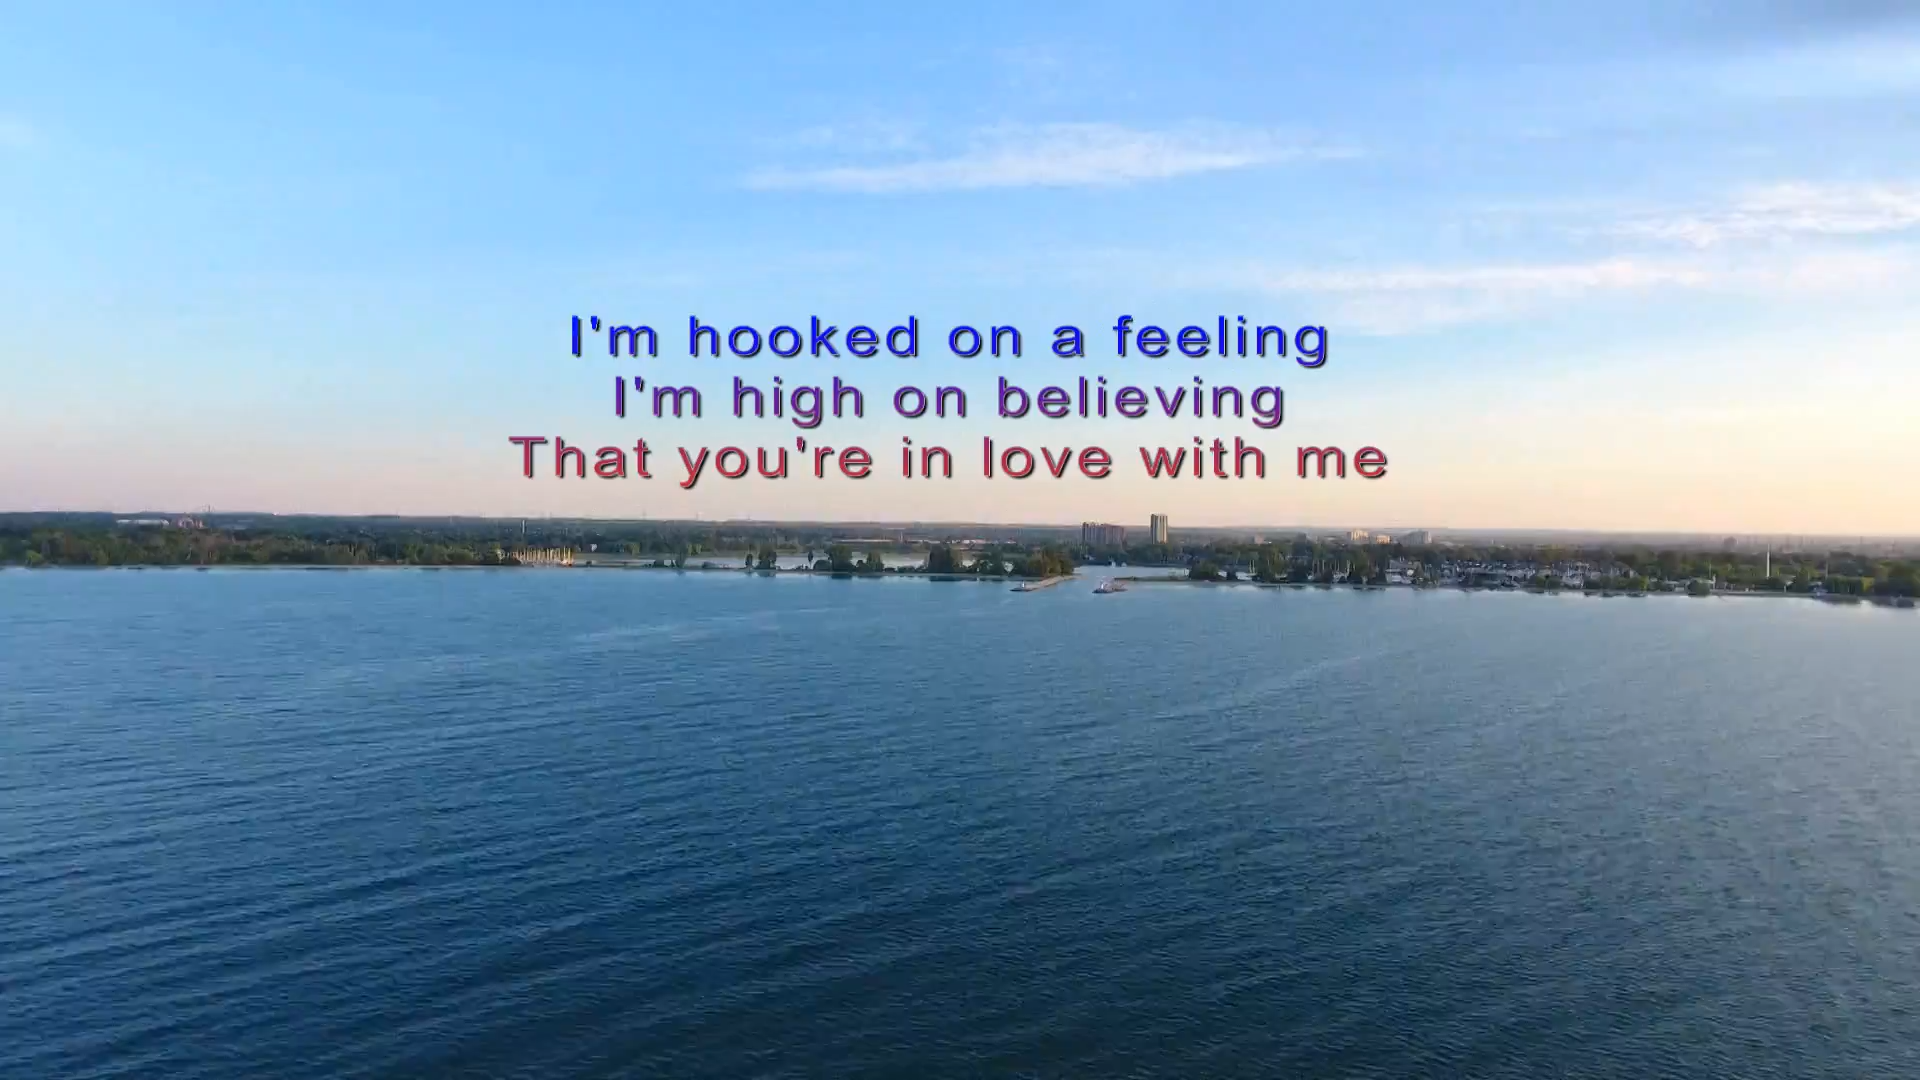 I'm hooked on a feeling
I'm high on believing
That you're in love with me